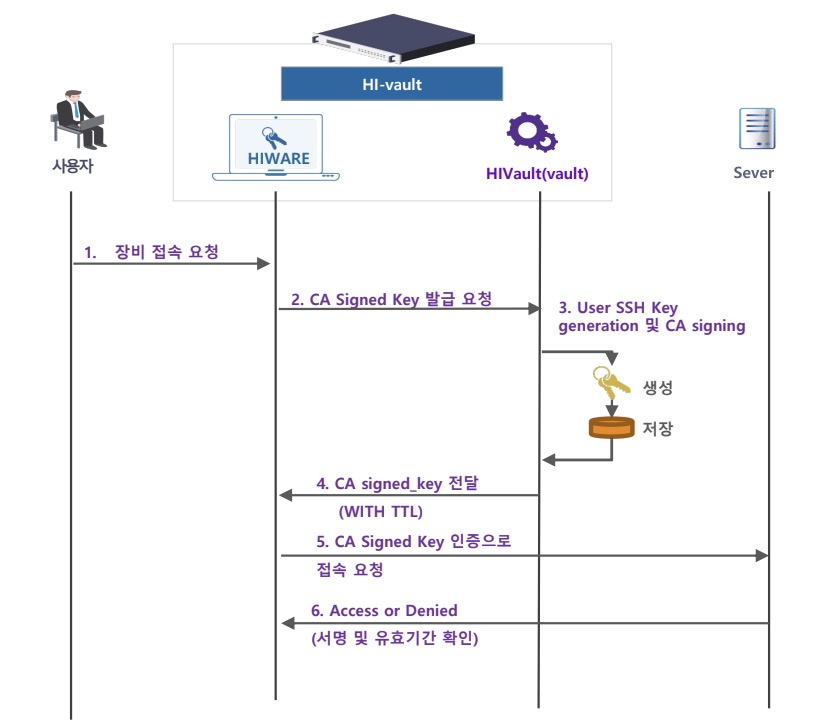 HI-vault
HIWARE
사용자
HIVault(vault)
Sever
1. 장비 접속 요청
2. CA Signed Key 발급 요청
3. User SSH Key
generation 및 CA signing
생성
저장
4. CA signed_key 전달
(WITH TTL)
5. CA Signed Key 인증으로
접속 요청
6. Access or Denied
(서명 및 유효기간 확인)